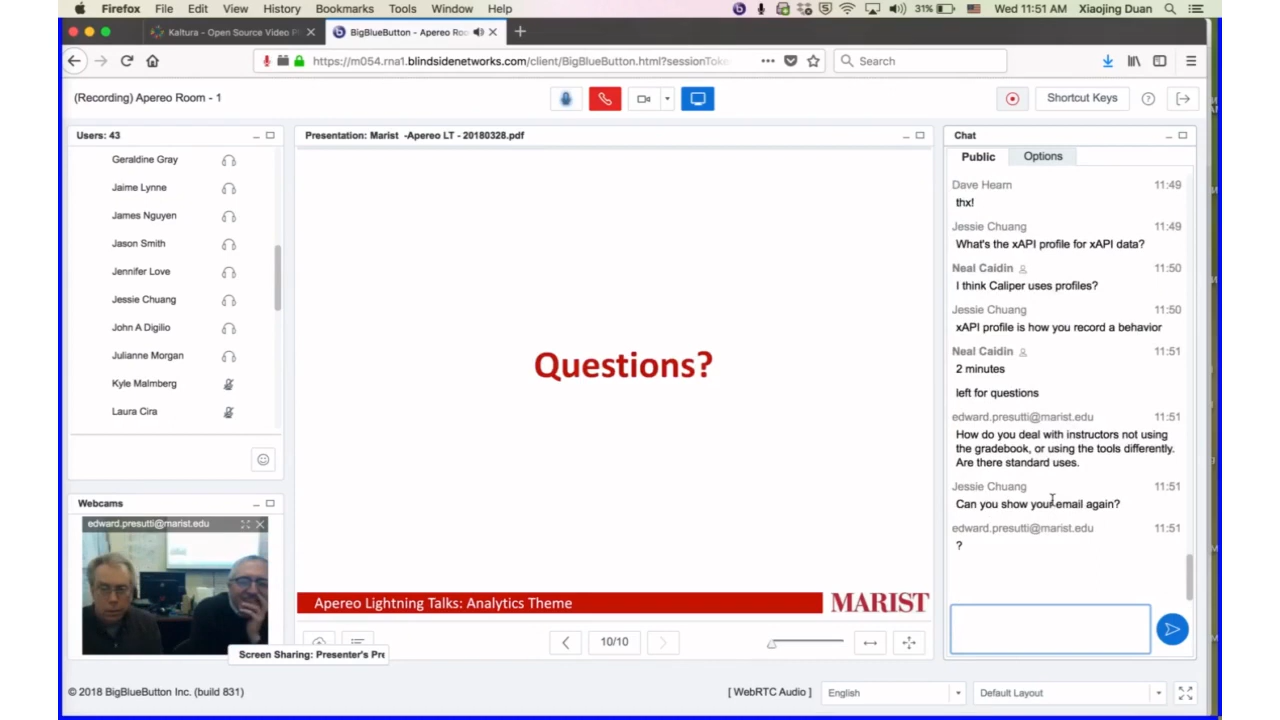 Firefox File Edit View History Bookmarks Tools Window Help 31% Wed 11:51 AM Xiaojing Duan
Kaltura - Open Source Video
BigBlueButton - Apereo Roo
https://m054.rna1.blindsidenetworks.com/client/BigBlueButton.html?sessionToke
Search
(Recording) Apereo Room - 1
Shortcut Keys
Users: 43
Geraldine Gray
Jaime Lynne
James Nguyen
Jason Smith
Jennifer Love
Jessie Chuang
John A Digilio
Julianne Morgan
Kyle Malmberg
Laura Cira
Webcams
edward.presutti@marist.edu
Screen Sharing: Presenter's Pre
Presentation: Marist -Apereo LT - 20180328.pdf
Questions?
Apereo Lightning Talks: Analytics Theme
MARIST
10/10
Chat
Public Options
Dave Hearn 11:49
thx!
Jessie Chuang 11:49
What's the xAPI profile for xAPI data?
Neal Caidin 11:50
I think Caliper uses profiles?
Jessie Chuang 11:50
xAPI profile is how you record a behavior
Neal Caidin 11:51
2 minutes
left for questions
edward.presutti@marist.edu 11:51
How do you deal with instructors not using
the gradebook, or using the tools differently.
Are there standard uses.
Jessie Chuang 11:51
Can you show your email again?
edward.presutti@marist.edu 11:51
?
© 2018 BigBlueButton Inc. (build 831)
[ WebRTC Audio ]
English
Default Layout